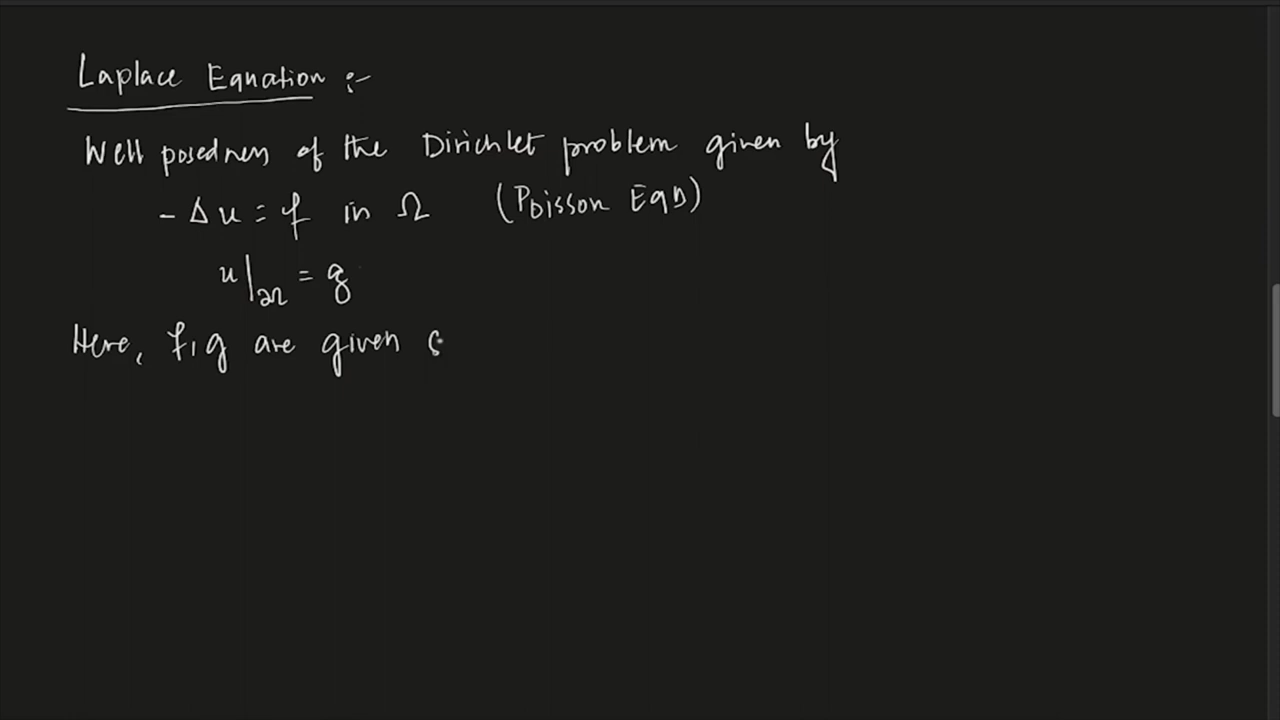 Laplace Equation :-
Well posedness of the Dirichlet problem given by
- Δu = f in Ω (Poisson Eqn)
u|∂Ω = g
Here, f, g are given